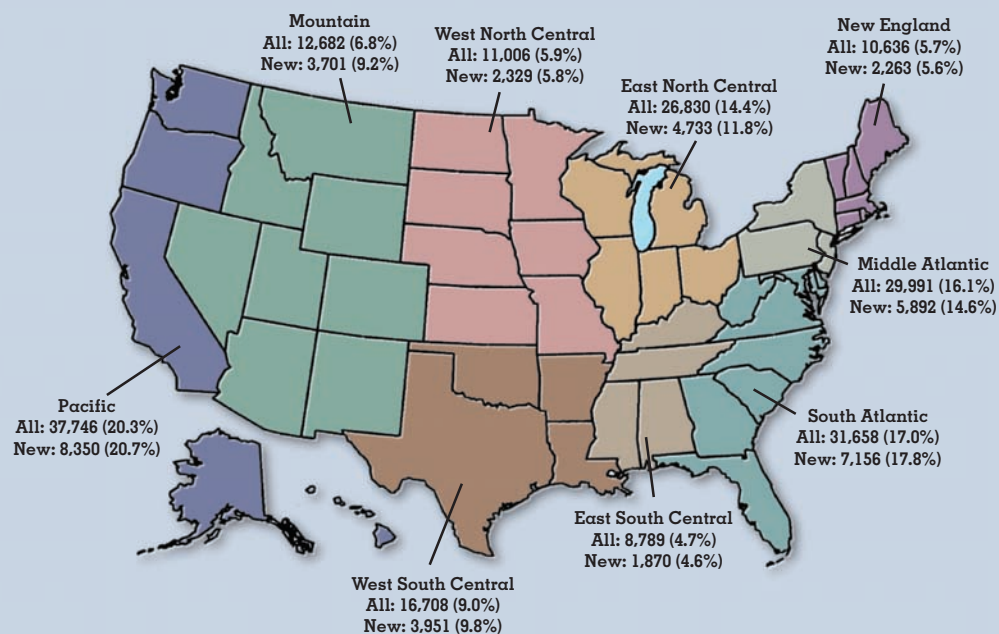 Mountain
All: 12,682 (6.8%)
New: 3,701 (9.2%)
West North Central
All: 11,006 (5.9%)
New: 2,329 (5.8%)
New England
All: 10,636 (5.7%)
New: 2,263 (5.6%)
East North Central
All: 26,830 (14.4%)
New: 4,733 (11.8%)
Middle Atlantic
All: 29,991 (16.1%)
New: 5,892 (14.6%)
Pacific
All: 37,746 (20.3%)
New: 8,350 (20.7%)
South Atlantic
All: 31,658 (17.0%)
New: 7,156 (17.8%)
East South Central
All: 8,789 (4.7%)
New: 1,870 (4.6%)
West South Central
All: 16,708 (9.0%)
New: 3,951 (9.8%)